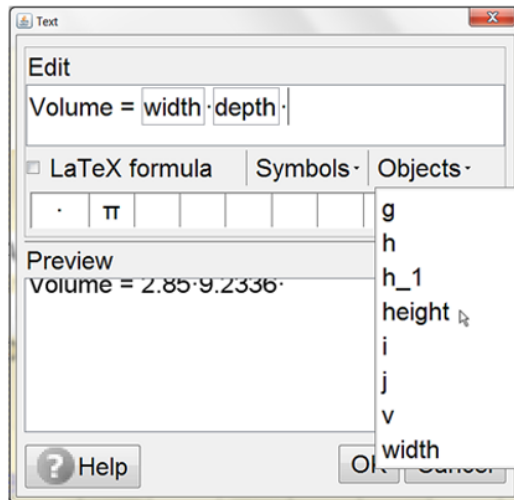 Text
Edit
Volume = width · depth ·
LaTeX formula Symbols Objects
· π
g
h
h_1
height
i
j
v
width
Preview
Volume = 2.85·9.2336·
? Help
OK Cancel